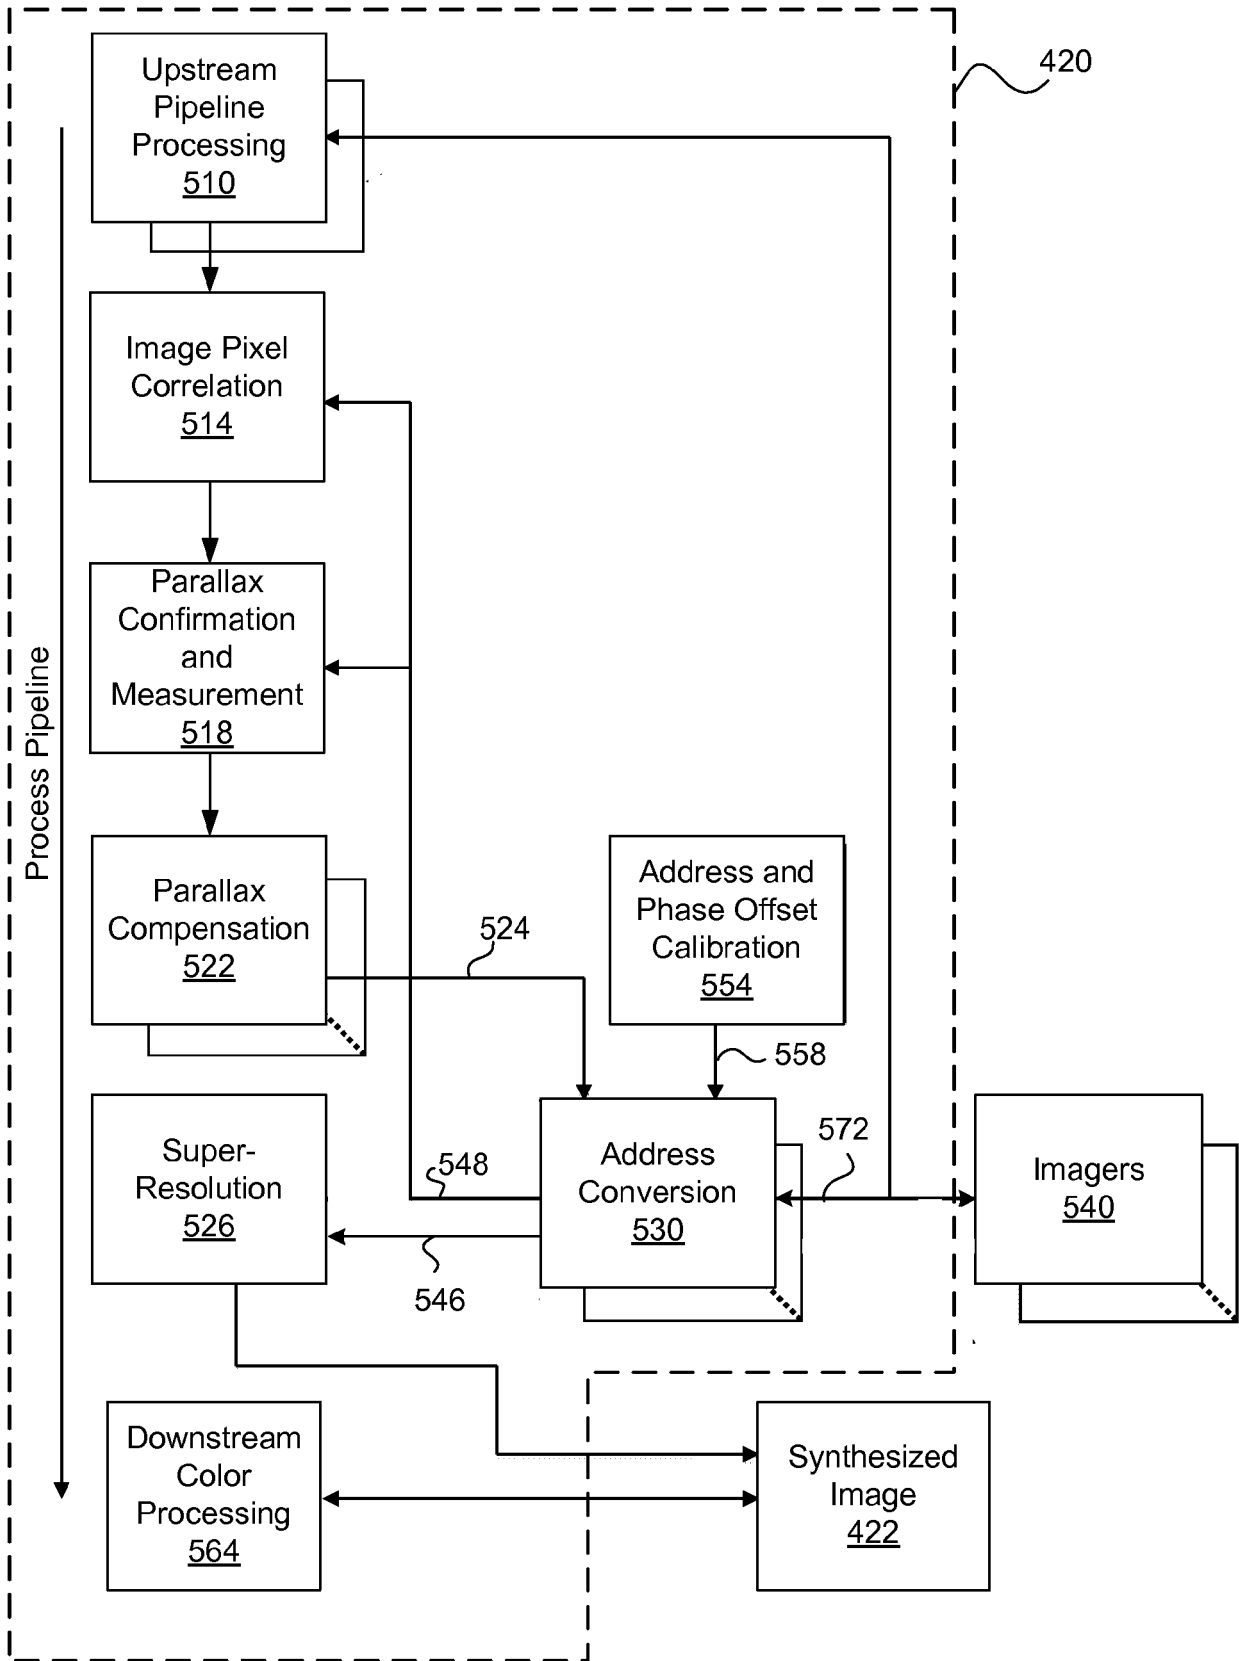 420
Upstream
Pipeline
Processing
510
Image Pixel
Correlation
514
Parallax
Confirmation
and
Measurement
518
Process Pipeline
Parallax
Compensation
522
524
Address and
Phase Offset
Calibration
554
558
Super-
Resolution
526
548
546
Address
Conversion
530
572
Imagers
540
Downstream
Color
Processing
564
Synthesized
Image
422